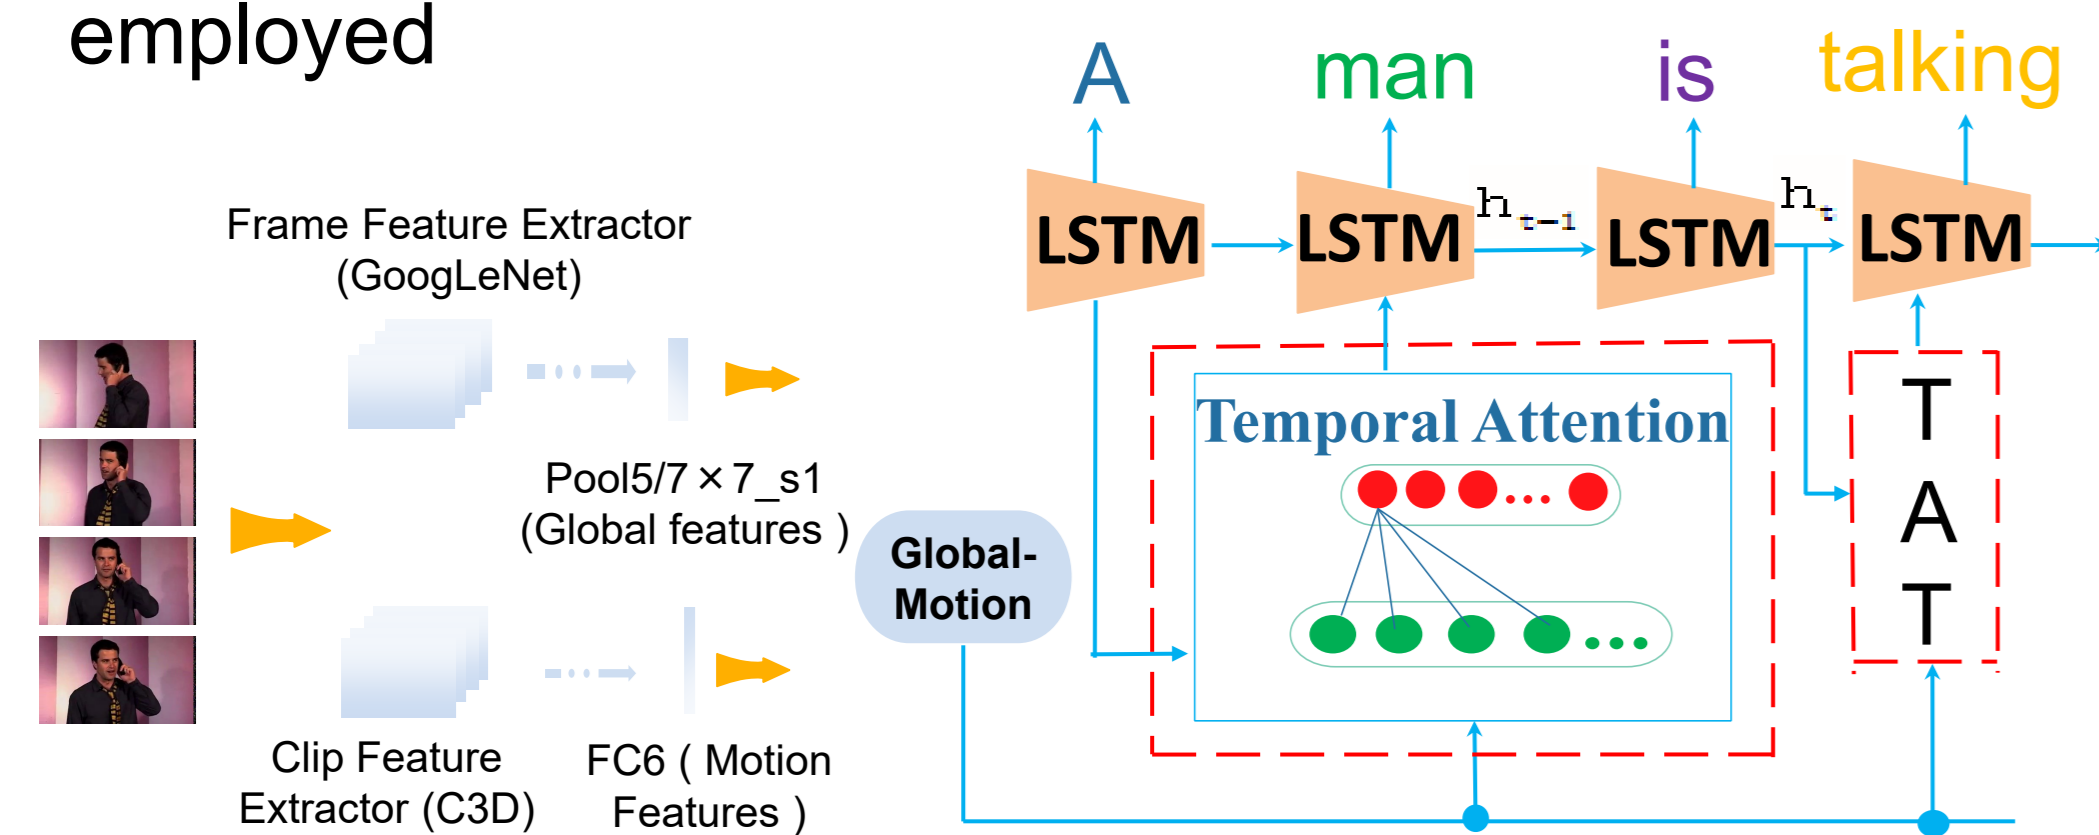 employed
A man is talking
LSTM LSTM h t-1 LSTM h t LSTM
Frame Feature Extractor
(GoogLeNet)
Pool5/7×7_s1
(Global features )
Clip Feature
Extractor (C3D)
FC6 ( Motion
Features )
Global-
Motion
Temporal Attention
T
A
T